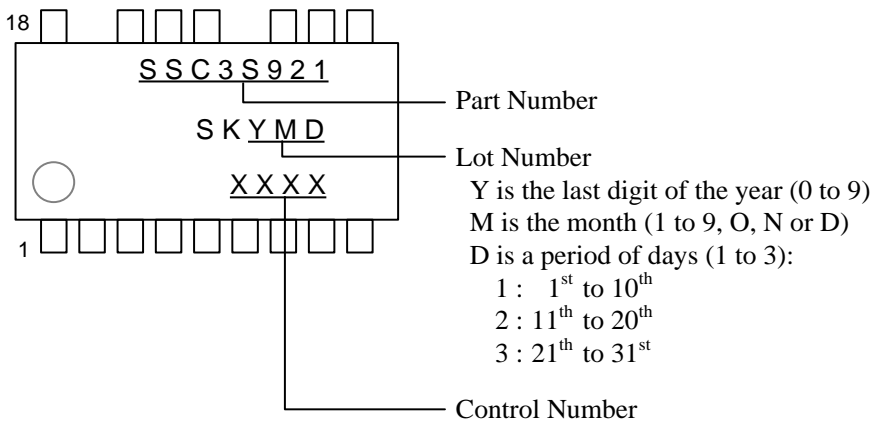 18
SSC3S921
Part Number
SKYMD
Lot Number
XXXX
Y is the last digit of the year (0 to 9)
M is the month (1 to 9, O, N or D)
1
D is a period of days (1 to 3):
1 : 1st to 10th
2 : 11th to 20th
3 : 21th to 31st
Control Number